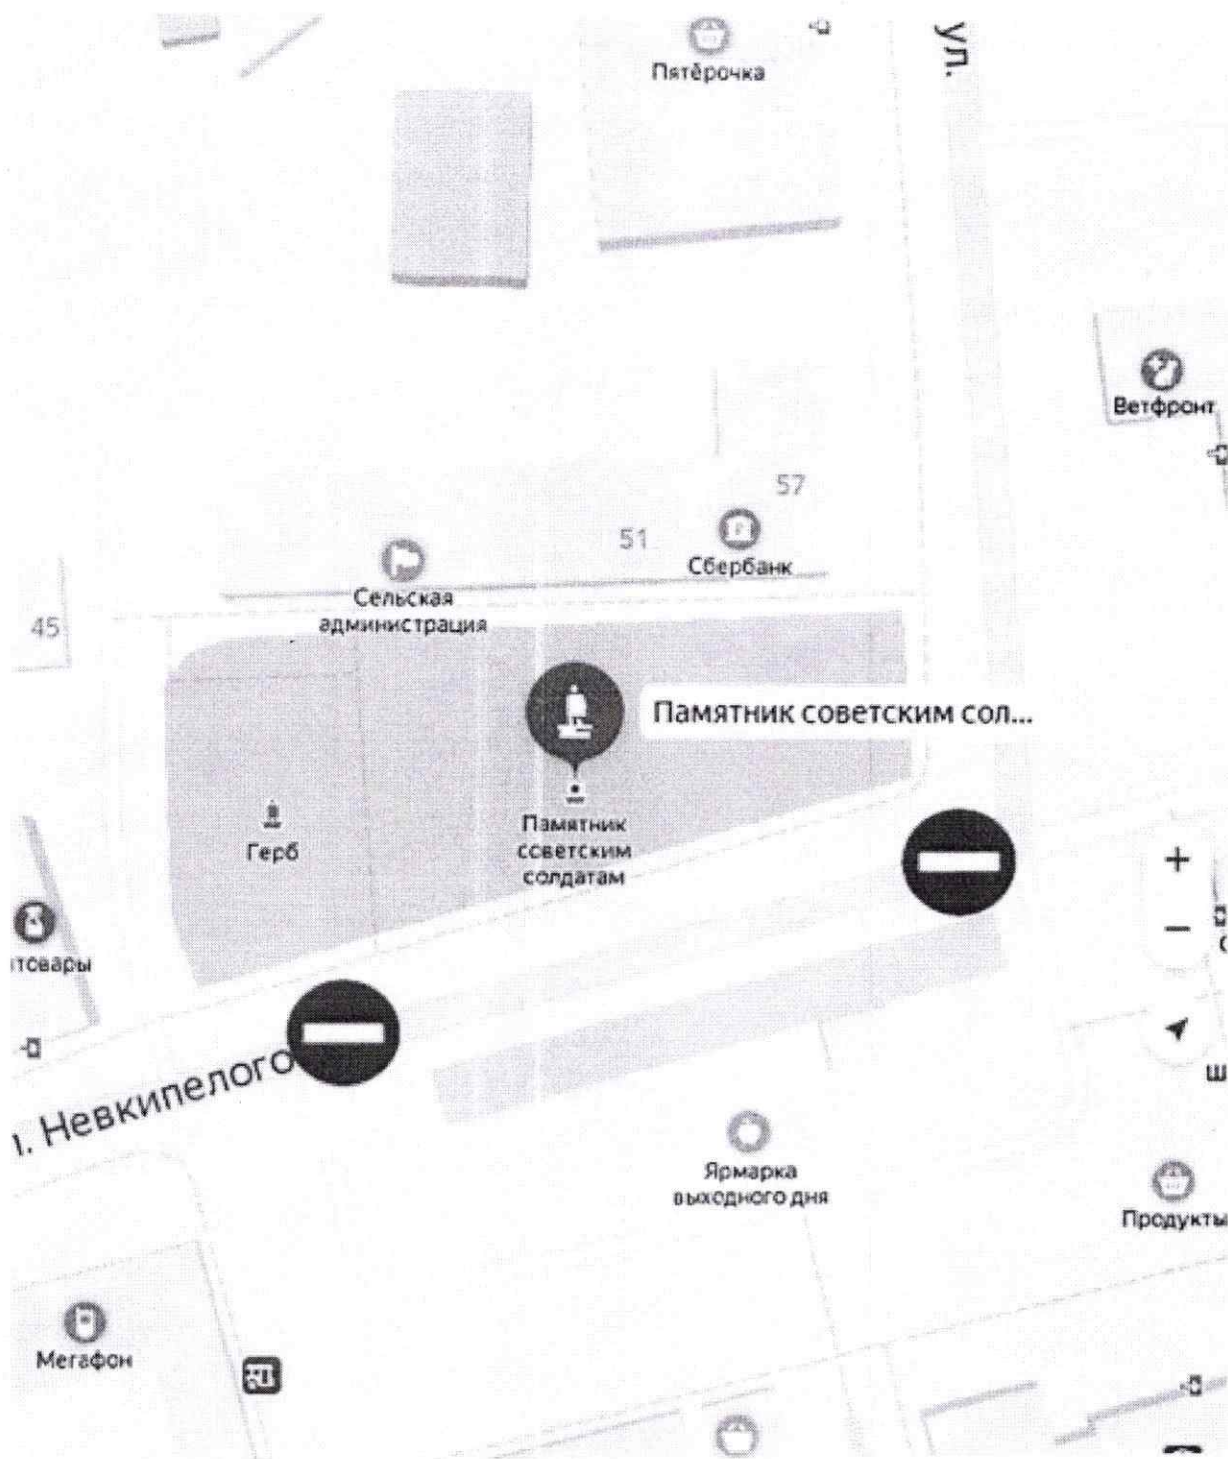 Пятёрочка
ул.
Ветфронт
57
51
Сбербанк
Сельская
администрация
45
Памятник советским сол...
Памятник
советским
солдатам
Герб
+
−
товары
л. Невкипелого
Ярмарка
выходного дня
Продукты
Мегафон